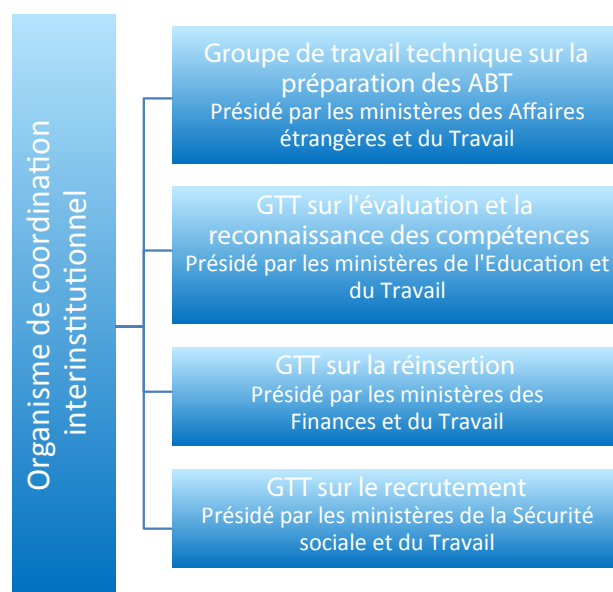 Organisme de coordination
interinstitutionnel
Groupe de travail technique sur la
préparation des ABT
Présidé par les ministères des Affaires
étrangères et du Travail
GTT sur l'évaluation et la
reconnaissance des compétences
Présidé par les ministères de l'Education et
du Travail
GTT sur la réinsertion
Présidé par les ministères des
Finances et du Travail
GTT sur le recrutement
Présidé par les ministères de la Sécurité
sociale et du Travail